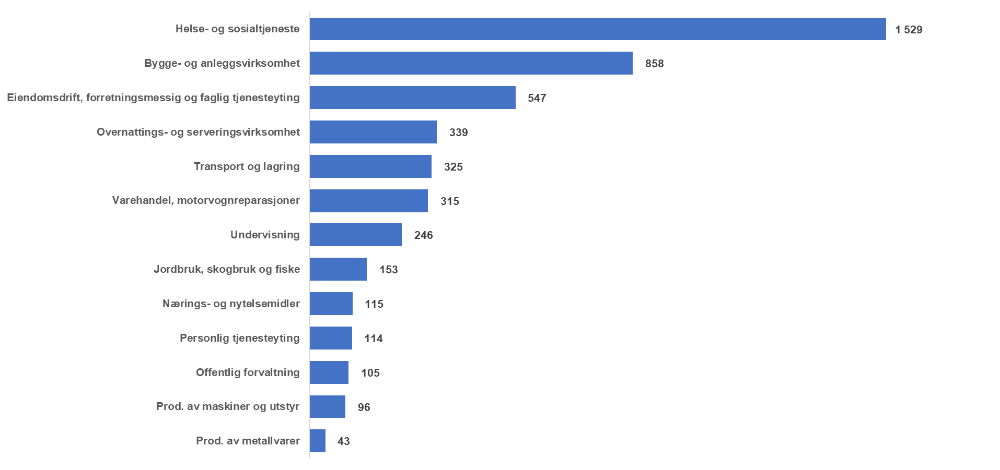 Helse- og sosialtjeneste 1 529
Bygge- og anleggsvirksomhet 858
Eiendomsdrift, forretningsmessig og faglig tjenesteyting 547
Overnattings- og serveringsvirksomhet 339
Transport og lagring 325
Varehandel, motorvognreparasjoner 315
Undervisning 246
Jordbruk, skogbruk og fiske 153
Nærings- og nytelsemidler 115
Personlig tjenesteyting 114
Offentlig forvaltning 105
Prod. av maskiner og utstyr 96
Prod. av metallvarer 43